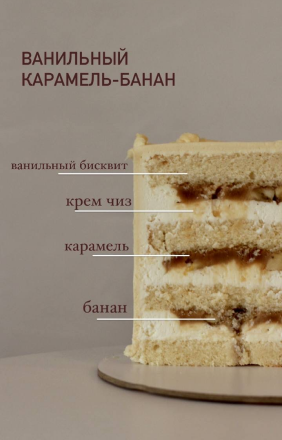 ВАНИЛЬНЫЙ
КАРАМЕЛЬ-БАНАН
ванильный бисквит
крем чиз
карамель
банан